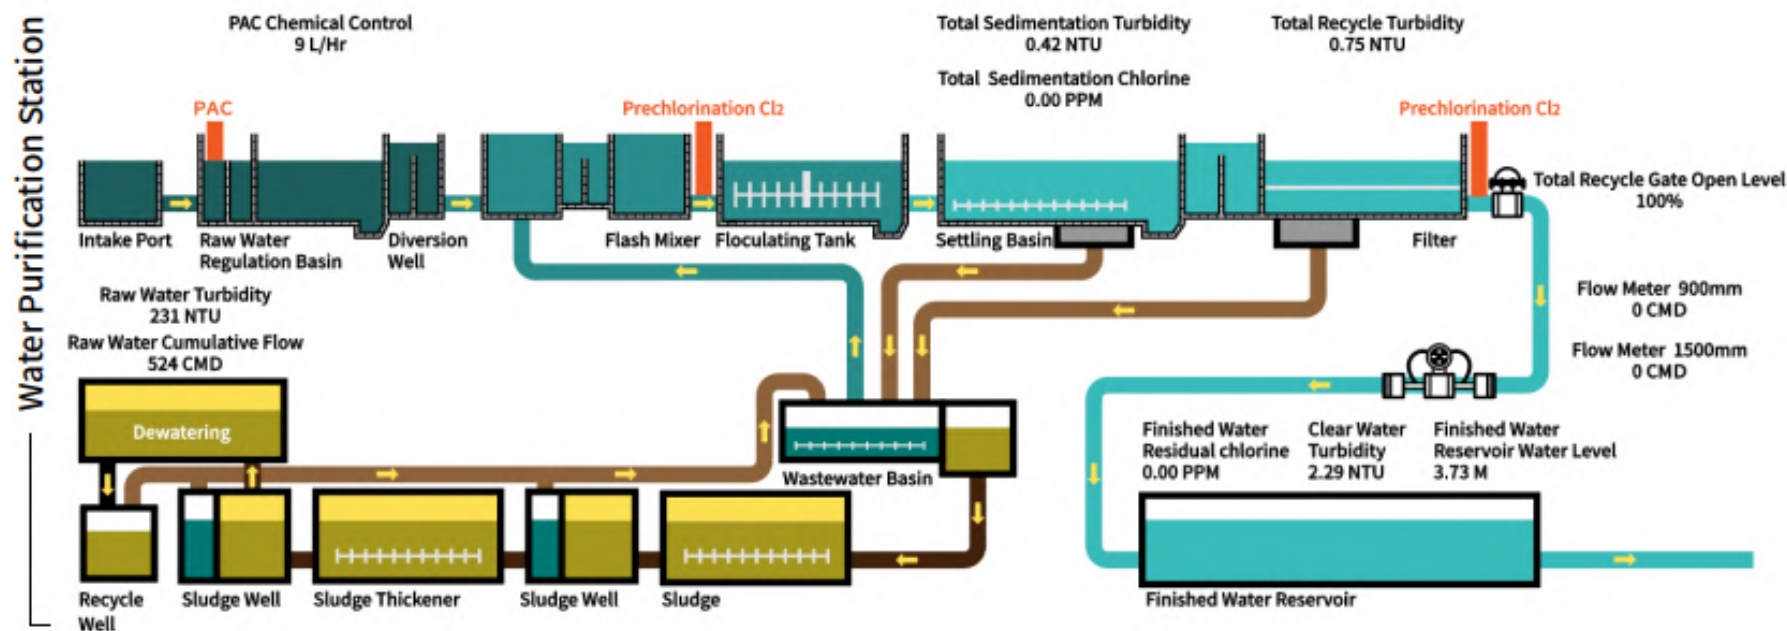 Water Purification Station
PAC Chemical Control
9 L/Hr
Total Sedimentation Turbidity
0.42 NTU
Total Sedimentation Chlorine
0.00 PPM
Total Recycle Turbidity
0.75 NTU
PAC
Prechlorination Cl2
Prechlorination Cl2
Total Recycle Gate Open Level
100%
Intake Port
Raw Water
Regulation Basin
Diversion
Well
Flash Mixer
Floculating Tank
Settling Basin
Filter
Raw Water Turbidity
231 NTU
Raw Water Cumulative Flow
524 CMD
Flow Meter 900mm
0 CMD
Flow Meter 1500mm
0 CMD
Dewatering
Wastewater Basin
Finished Water
Residual chlorine
0.00 PPM
Clear Water
Turbidity
2.29 NTU
Finished Water
Reservoir Water Level
3.73 M
Recycle
Well
Sludge Well
Sludge Thickener
Sludge Well
Sludge
Finished Water Reservoir